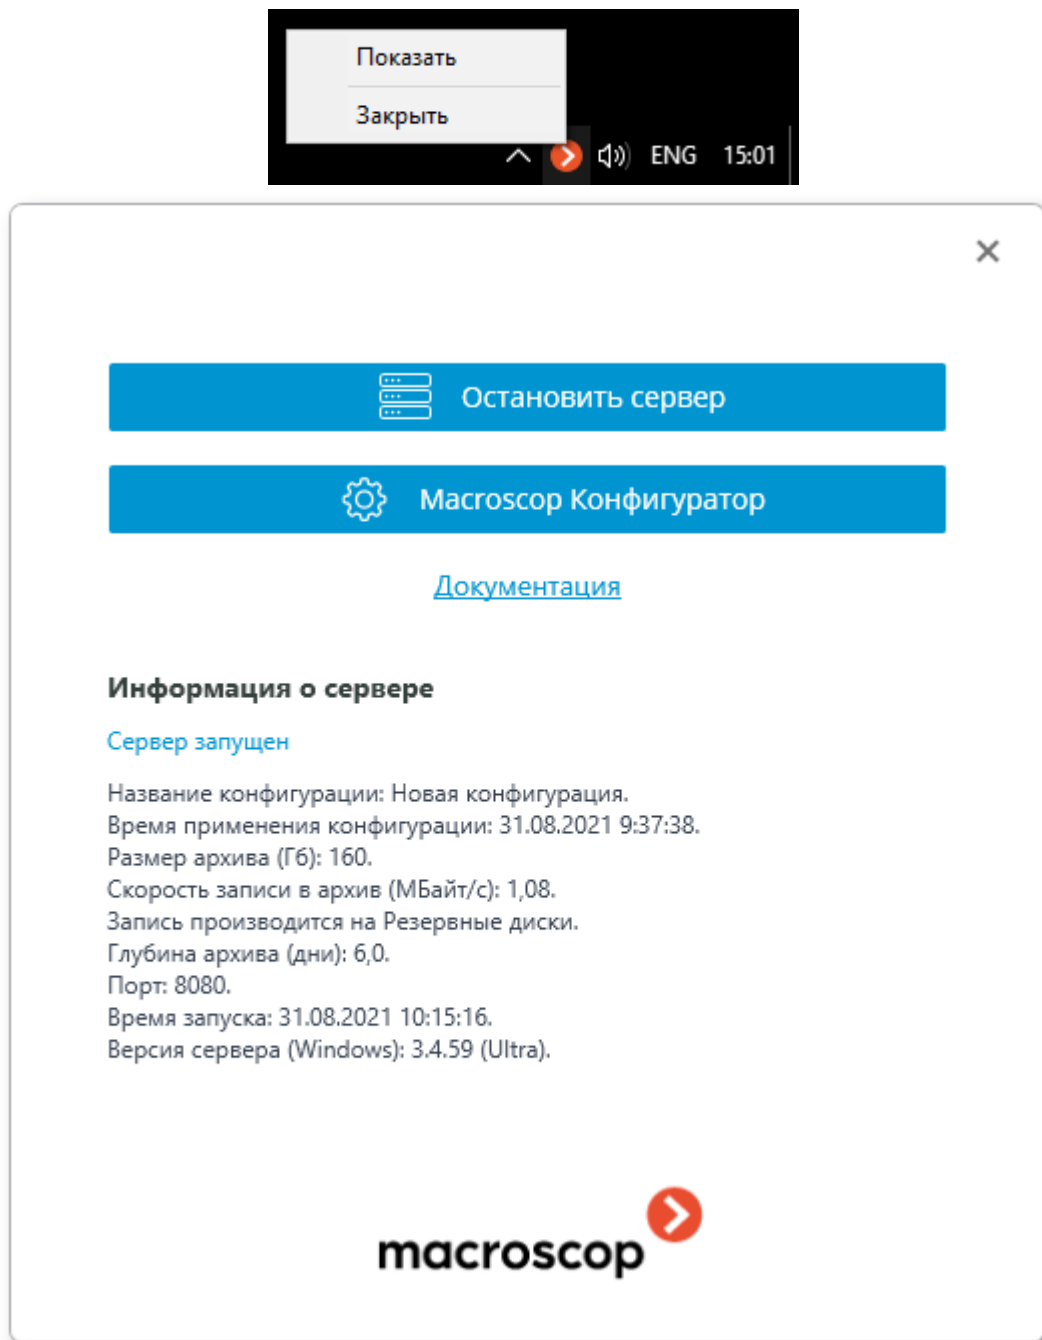 Показать
Закрыть
ENG 15:01
Остановить сервер
Macroscop Конфигуратор
Документация
Информация о сервере
Сервер запущен
Название конфигурации: Новая конфигурация.
Время применения конфигурации: 31.08.2021 9:37:38.
Размер архива (Гб): 160.
Скорость записи в архив (МБайт/с): 1,08.
Запись производится на Резервные диски.
Глубина архива (дни): 6,0.
Порт: 8080.
Время запуска: 31.08.2021 10:15:16.
Версия сервера (Windows): 3.4.59 (Ultra).
macroscop